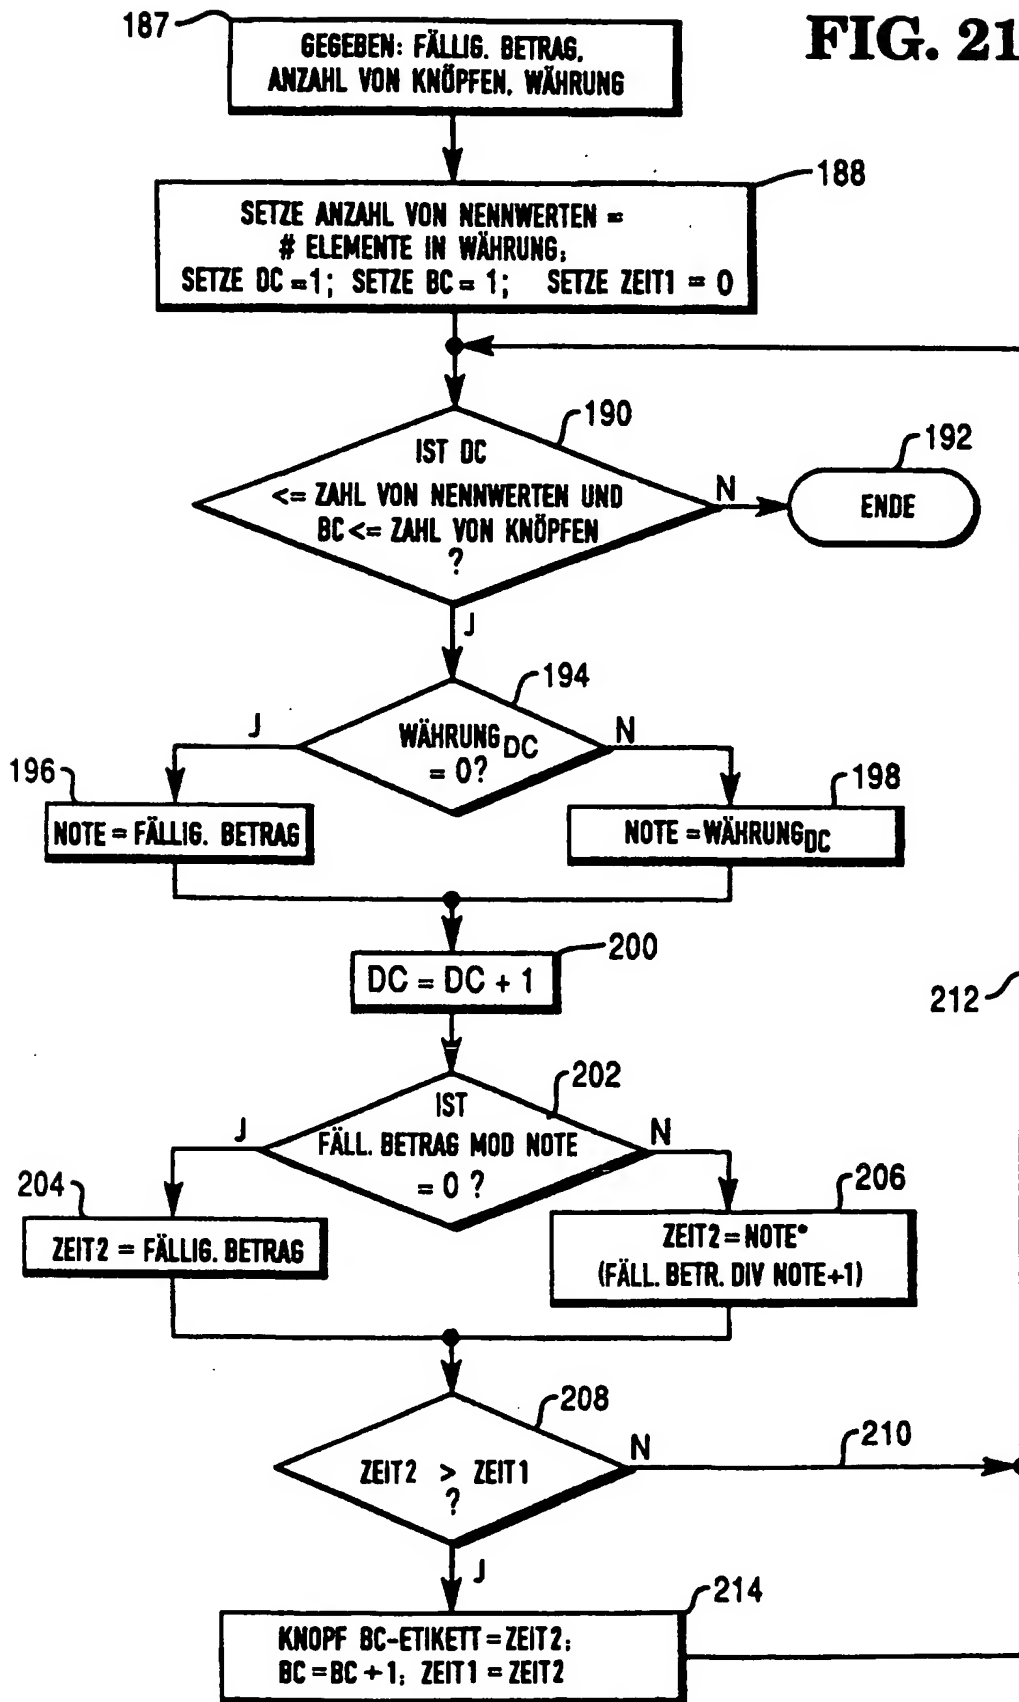 187
GEGEBEN: FÄLLIG. BETRAG,
ANZAHL VON KNÖPFEN, WÄHRUNG
FIG. 21
188
SETZE ANZAHL VON NENNWERTEN =
# ELEMENTE IN WÄHRUNG;
SETZE DC =1; SETZE BC = 1; SETZE ZEIT1 = 0
190
IST DC
<= ZAHL VON NENNWERTEN UND
BC <= ZAHL VON KNÖPFEN
?
N
192
ENDE
J
194
WÄHRUNG DC
= 0?
J
N
196
NOTE = FÄLLIG. BETRAG
198
NOTE = WÄHRUNG DC
200
DC = DC + 1
212
202
IST
FÄLL. BETRAG MOD NOTE
= 0 ?
J
N
204
ZEIT2 = FÄLLIG. BETRAG
206
ZEIT2 = NOTE*
(FÄLL. BETR. DIV NOTE+1)
208
ZEIT2 > ZEIT1
?
N
210
J
214
KNOPF BC-ETIKETT = ZEIT2;
BC = BC + 1; ZEIT1 = ZEIT2